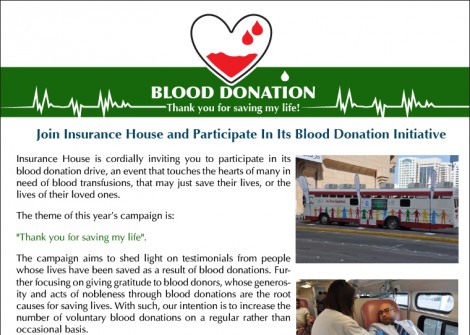 BLOOD DONATION
Thank you for saving my life!
Join Insurance House and Participate In Its Blood Donation Initiative
Insurance House is cordially inviting you to participate in its
blood donation drive, an event that touches the hearts of many in
need of blood transfusions, that may just save their lives, or the
lives of their loved ones.
The theme of this year's campaign is:
"Thank you for saving my life".
The campaign aims to shed light on testimonials from people
whose lives have been saved as a result of blood donations. Fur-
ther focusing on giving gratitude to blood donors, whose generos-
ity and acts of nobleness through blood donations are the root
causes for saving lives. With such, our intention is to increase the
number of voluntary blood donations on a regular rather than
occasional basis.